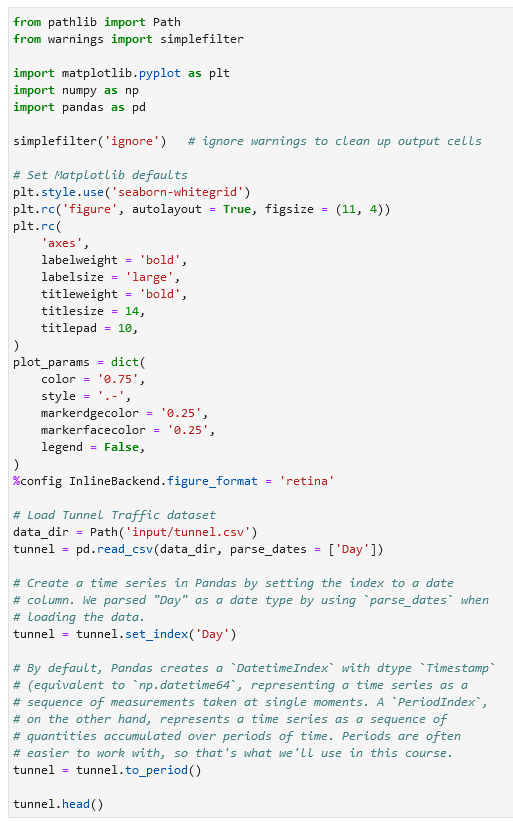 from pathlib import Path
from warnings import simplefilter

import matplotlib.pyplot as plt
import numpy as np
import pandas as pd

simplefilter('ignore')   # ignore warnings to clean up output cells

# Set Matplotlib defaults
plt.style.use('seaborn-whitegrid')
plt.rc('figure', autolayout = True, figsize = (11, 4))
plt.rc(
    'axes',
    labelweight = 'bold',
    labelsize = 'large',
    titleweight = 'bold',
    titlesize = 14,
    titlepad = 10,
)
plot_params = dict(
    color = '0.75',
    style = '.-',
    markerdgecolor = '0.25',
    markerfacecolor = '0.25',
    legend = False,
)
%config InlineBackend.figure_format = 'retina'

# Load Tunnel Traffic dataset
data_dir = Path('input/tunnel.csv')
tunnel = pd.read_csv(data_dir, parse_dates = ['Day'])

# Create a time series in Pandas by setting the index to a date
# column. We parsed "Day" as a date type by using `parse_dates` when
# loading the data.
tunnel = tunnel.set_index('Day')

# By default, Pandas creates a `DatetimeIndex` with dtype `Timestamp`
# (equivalent to `np.datetime64`, representing a time series as a
# sequence of measurements taken at single moments. A `PeriodIndex`,
# on the other hand, represents a time series as a sequence of
# quantities accumulated over periods of time. Periods are often
# easier to work with, so that's what we'll use in this course.
tunnel = tunnel.to_period()

tunnel.head()